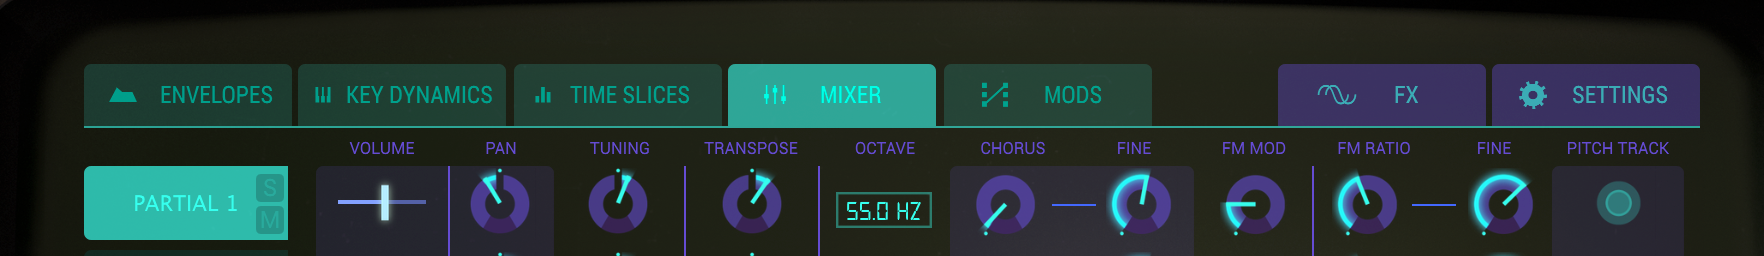 ENVELOPES KEY DYNAMICS TIME SLICES MIXER MODS FX SETTINGS
VOLUME PAN TUNING TRANSPOSE OCTAVE CHORUS FINE FM MOD FM RATIO FINE PITCH TRACK
PARTIAL 1 S M 55.0 HZ